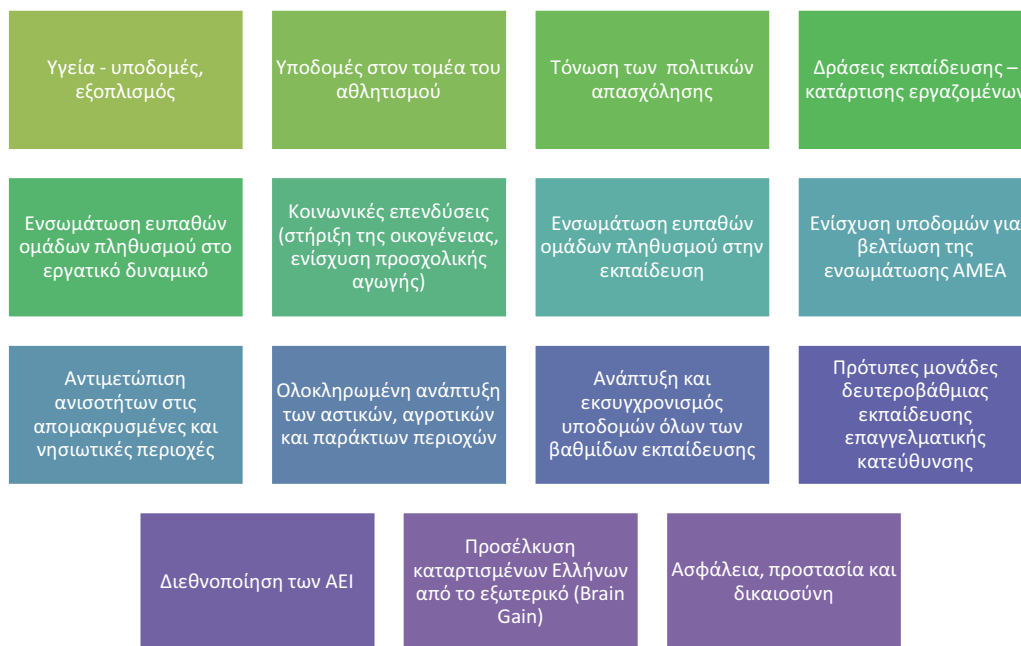 Υγεία - υποδομές,
εξοπλισμός
Υποδομές στον τομέα του
αθλητισμού
Τόνωση των πολιτικών
απασχόλησης
Δράσεις εκπαίδευσης –
κατάρτισης εργαζομένων
Ενσωμάτωση ευπαθών
ομάδων πληθυσμού στο
εργατικό δυναμικό
Κοινωνικές επενδύσεις
(στήριξη της οικογένειας,
ενίσχυση προσχολικής
αγωγής)
Ενσωμάτωση ευπαθών
ομάδων πληθυσμού στην
εκπαίδευση
Ενίσχυση υποδομών για
βελτίωση της
ενσωμάτωσης ΑΜΕΑ
Αντιμετώπιση
ανισοτήτων στις
απομακρυσμένες και
νησιωτικές περιοχές
Ολοκληρωμένη ανάπτυξη
των αστικών, αγροτικών
και παράκτιων περιοχών
Ανάπτυξη και
εκσυγχρονισμός
υποδομών όλων των
βαθμίδων εκπαίδευσης
Πρότυπες μονάδες
δευτεροβάθμιας
εκπαίδευσης
επαγγελματικής
κατεύθυνσης
Διεθνοποίηση των ΑΕΙ
Προσέλκυση
καταρτισμένων Ελλήνων
από το εξωτερικό (Brain
Gain)
Ασφάλεια, προστασία και
δικαιοσύνη